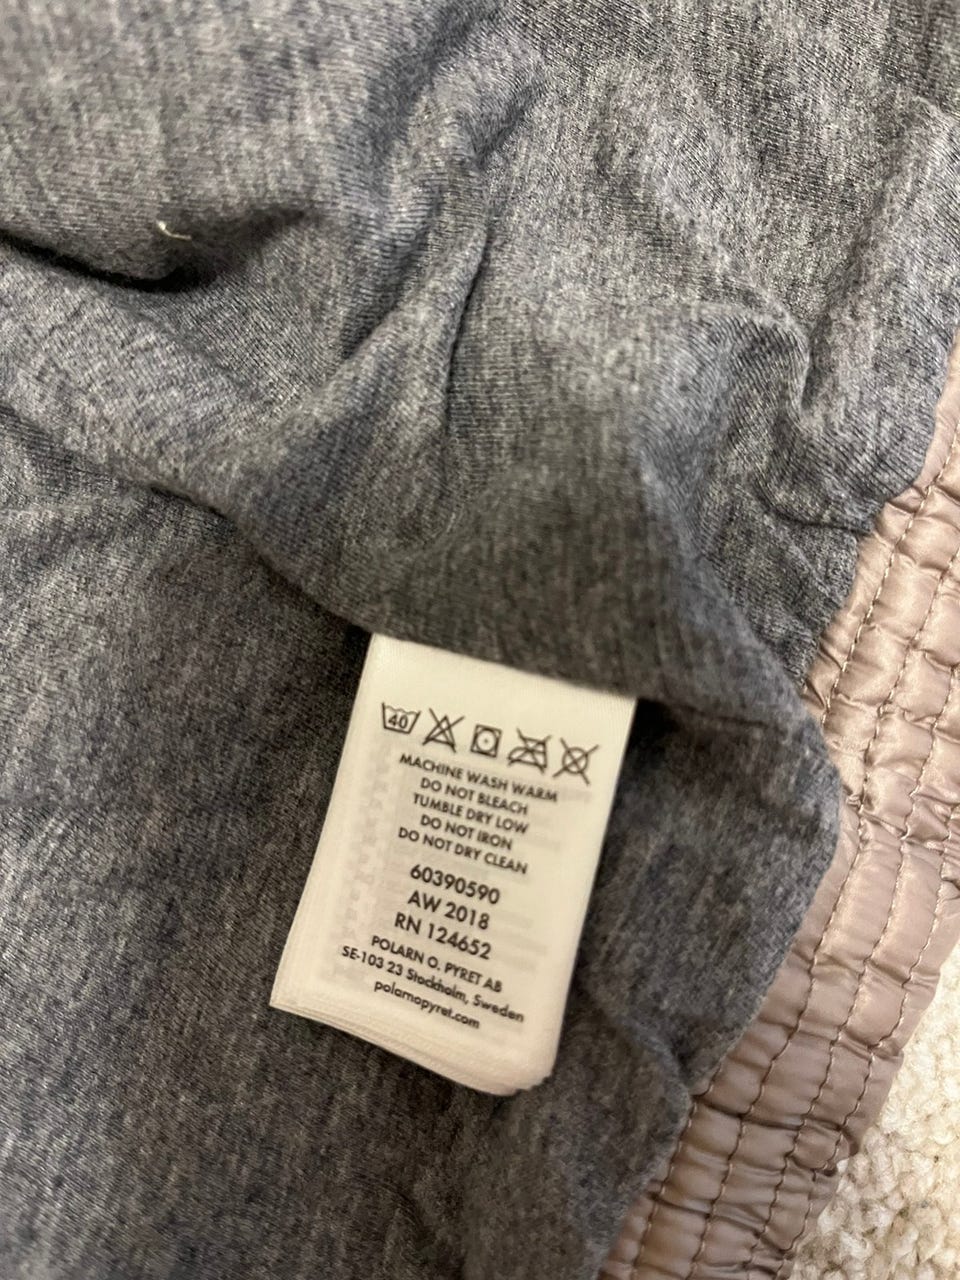 40
MACHINE WASH WARM
DO NOT BLEACH
TUMBLE DRY LOW
DO NOT IRON
DO NOT DRY CLEAN
60390590
AW 2018
RN 124652
POLARN O. PYRET AB
SE-103 23 Stockholm, Sweden
polarnopyret.com